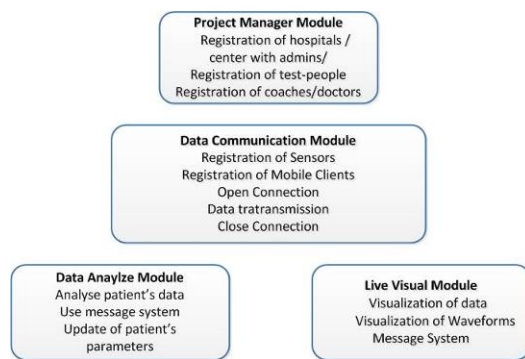 Project Manager Module
Registration of hospitals /
center with admins/
Registration of test-people
Registration of coaches/doctors
Data Communication Module
Registration of Sensors
Registration of Mobile Clients
Open Connection
Data tratransmission
Close Connection
Data Anaylze Module
Analyse patient's data
Use message system
Update of patient's
parameters
Live Visual Module
Visualization of data
Visualization of Waveforms
Message System